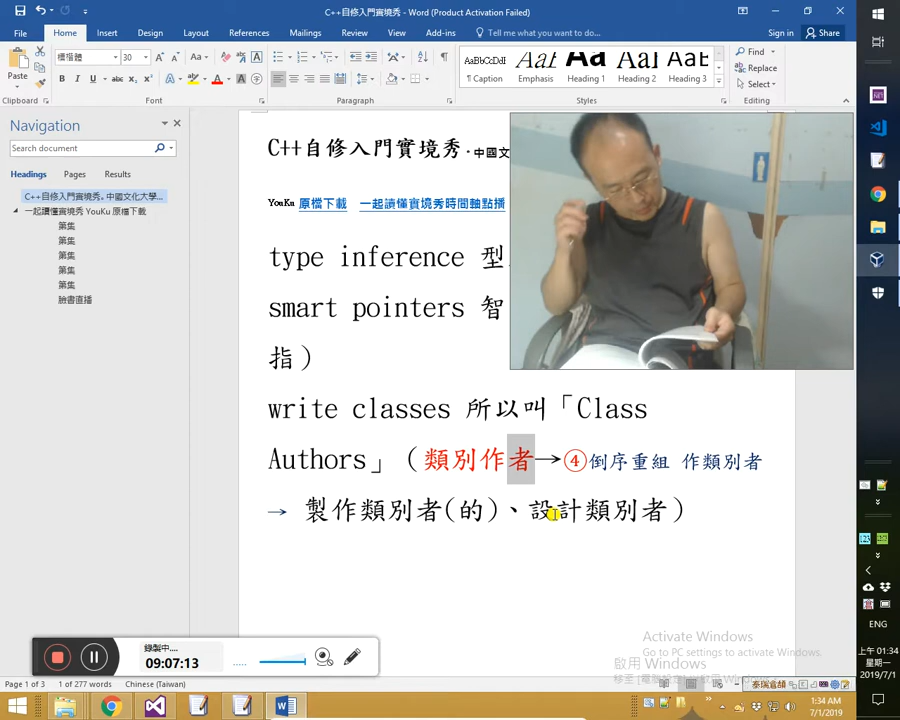 C++自修入門實境秀 - Word (Product Activation Failed)
File
Home
Insert
Design
Layout
References
Mailings
Review
View
Add-ins
Tell me what you want to do...
Sign in
Share
Paste
標楷體
30
Find
Replace
Select
AaBbCcDdI
AaBbC
¶ Caption
Emphasis
Heading 1
Heading 2
Heading 3
Clipboard
Font
Paragraph
Styles
Editing
Navigation
Search document
Headings
Pages
Results
C++自修入門實境秀。中國文化大學...
一起讀懂實境秀 YouKu 原檔下載
第集
第集
第集
第集
第集
臉書直播
C++自修入門實境秀。中國文
YouKu 原檔下載 一起讀懂實境秀時間軸點播
type inference 型
smart pointers 智
指）
write classes 所以叫「Class
Authors」（類別作者→④倒序重組 作類別者
→ 製作類別者(的)、設計類別者）
錄製中...
09:07:13
Activate Windows
Go to PC settings to activate Windows.
啟用 Windows
Page 1 of 3
1 of 277 words
Chinese (Taiwan)
ENG
上午 01:34
星期一
2019/7/1
1:34 AM
7/1/2019